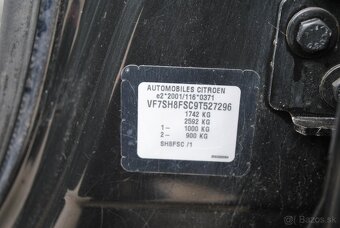 AUTOMOBILES CITROEN
e2*2001/116*0371
VF7SH8FSC9T527296
1742 KG
2592 KG
1- 1000 KG
2- 900 KG
SH8FSC /1
bazos.sk